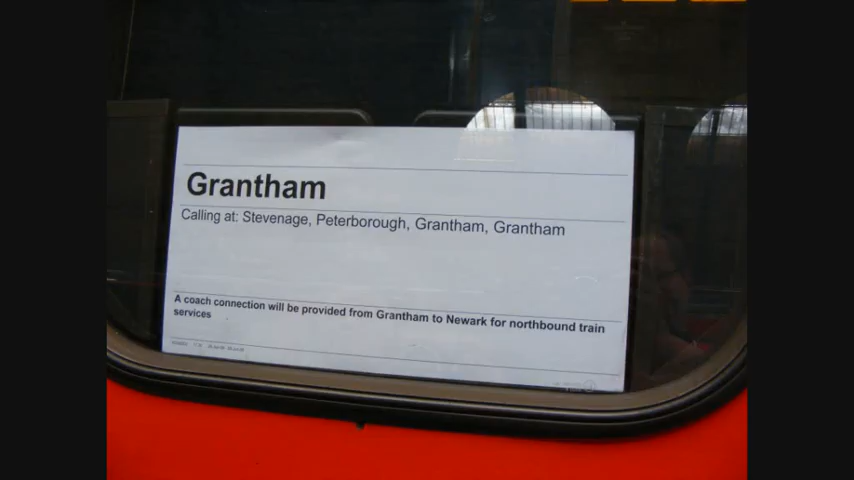 Grantham
Calling at: Stevenage, Peterborough, Grantham, Grantham
A coach connection will be provided from Grantham to Newark for northbound train
services